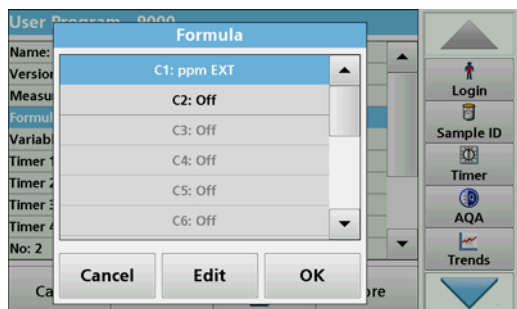 User Program 9000
Formula
Name:
Version
Measu
Formul
Variabl
Timer 1
Timer 2
Timer 3
Timer 4
No: 2
C1: ppm EXT
C2: Off
C3: Off
C4: Off
C5: Off
C6: Off
Cancel
Edit
OK
Ca
ore
Login
Sample ID
Timer
AQA
Trends